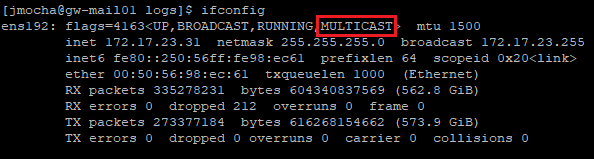 [jmocha@gw-mail01 logs]$ ifconfig
ens192: flags=4163<UP,BROADCAST,RUNNING,MULTICAST>  mtu 1500
        inet 172.17.23.31  netmask 255.255.255.0  broadcast 172.17.23.255
        inet6 fe80::250:56ff:fe98:ec61  prefixlen 64  scopeid 0x20<link>
        ether 00:50:56:98:ec:61  txqueuelen 1000  (Ethernet)
        RX packets 335278231  bytes 604340837569 (562.8 GiB)
        RX errors 0  dropped 212  overruns 0  frame 0
        TX packets 273377184  bytes 616268154662 (573.9 GiB)
        TX errors 0  dropped 0 overruns 0  carrier 0  collisions 0